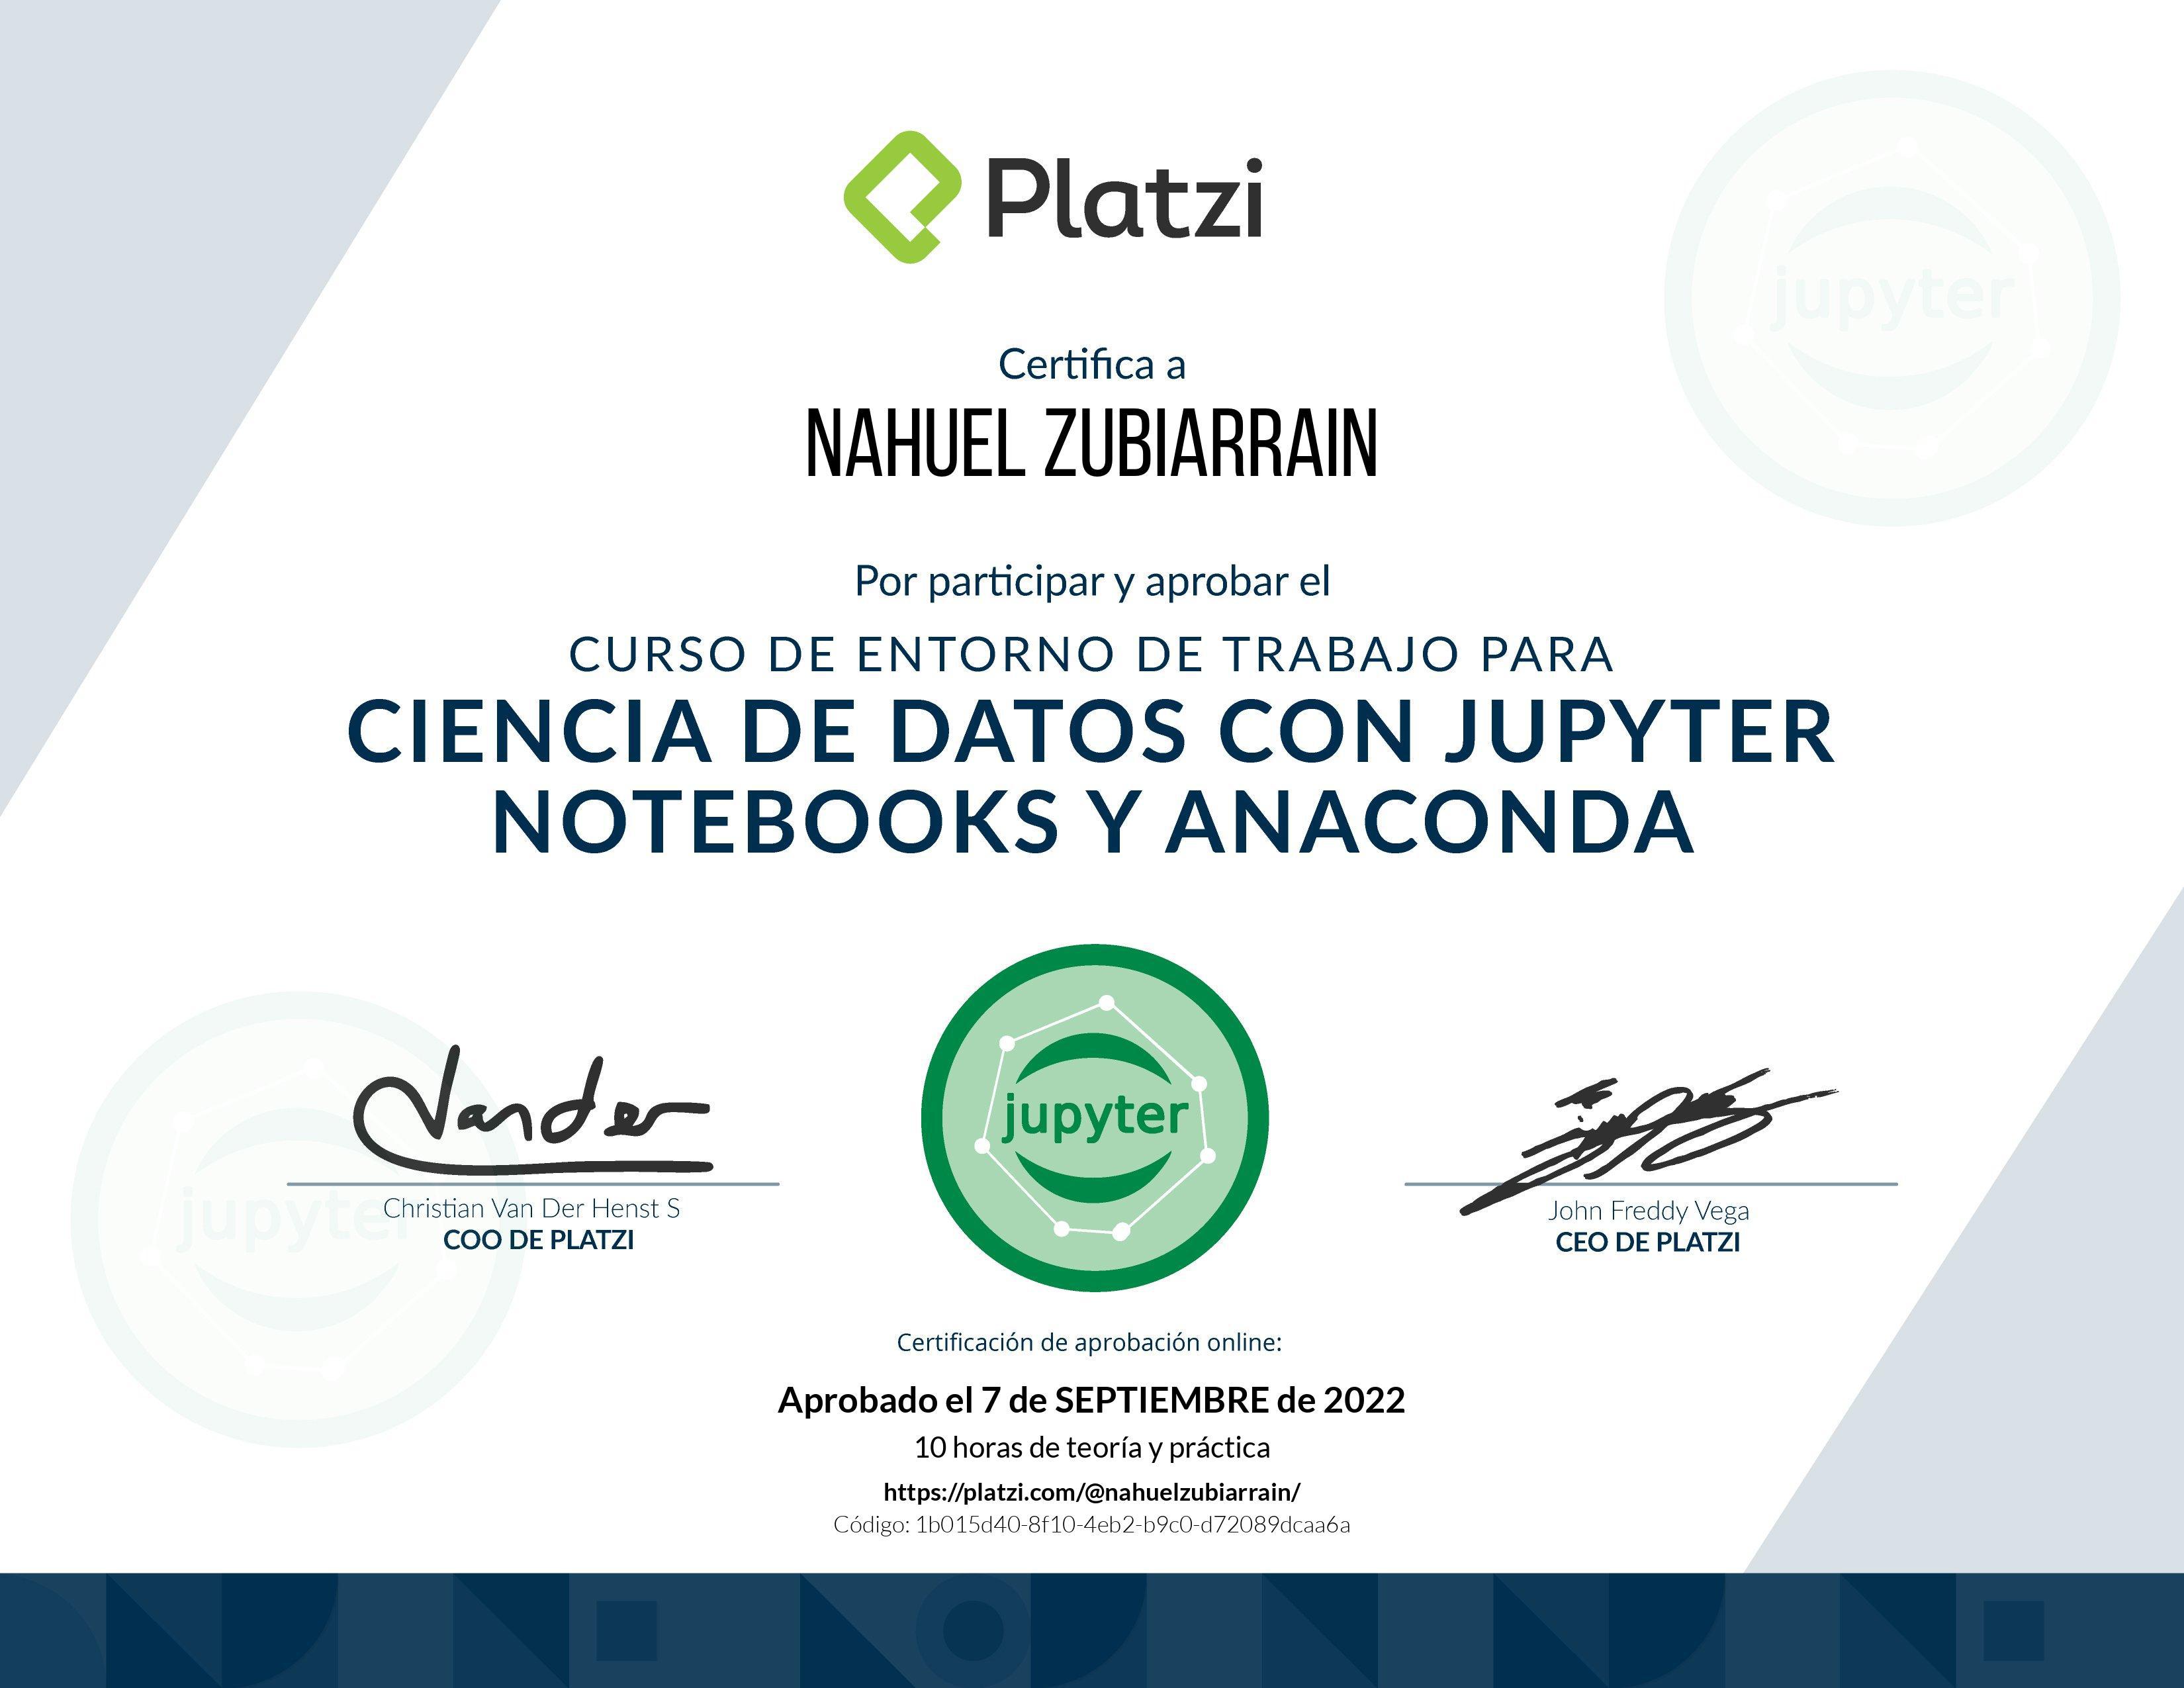 Platzi
jupyter
Certifica a
NAHUEL ZUBIARRAIN
Por participar y aprobar el
CURSO DE ENTORNO DE TRABAJO PARA
CIENCIA DE DATOS CON JUPYTER
NOTEBOOKS Y ANACONDA
Vander
jupyter
jupyter
Christian Van Der Henst S
COO DE PLATZI
John Freddy Vega
CEO DE PLATZI
Certificación de aprobación online:
Aprobado el 7 de SEPTIEMBRE de 2022
10 horas de teoría y práctica
https://platzi.com/@nahuelzubiarrain/
Código: 1b015d40-8f10-4eb2-b9c0-d72089dcaa6a